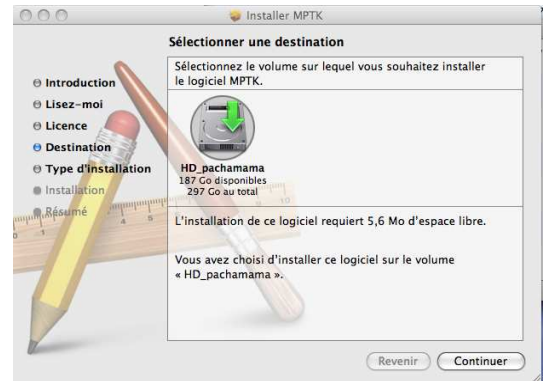 Installer MPTK
Sélectionner une destination
Introduction
Lisez-moi
Licence
Destination
Type d'installation
Installation
Résumé
Sélectionnez le volume sur lequel vous souhaitez installer
le logiciel MPTK.
HD_pachamama
187 Go disponibles
297 Go au total
L'installation de ce logiciel requiert 5,6 Mo d'espace libre.
Vous avez choisi d'installer ce logiciel sur le volume
« HD_pachamama ».
Revenir
Continuer